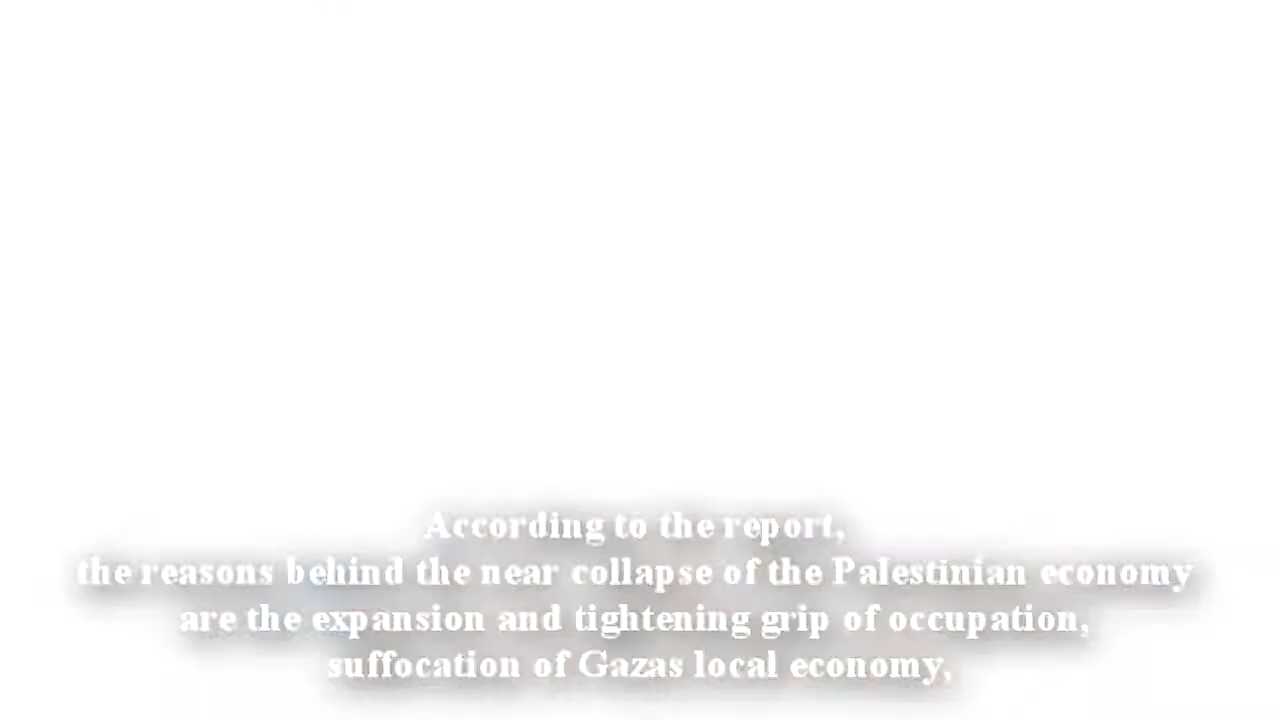 According to the report,
the reasons behind the near collapse of the Palestinian economy
are the expansion and tightening grip of occupation,
suffocation of Gazas local economy,